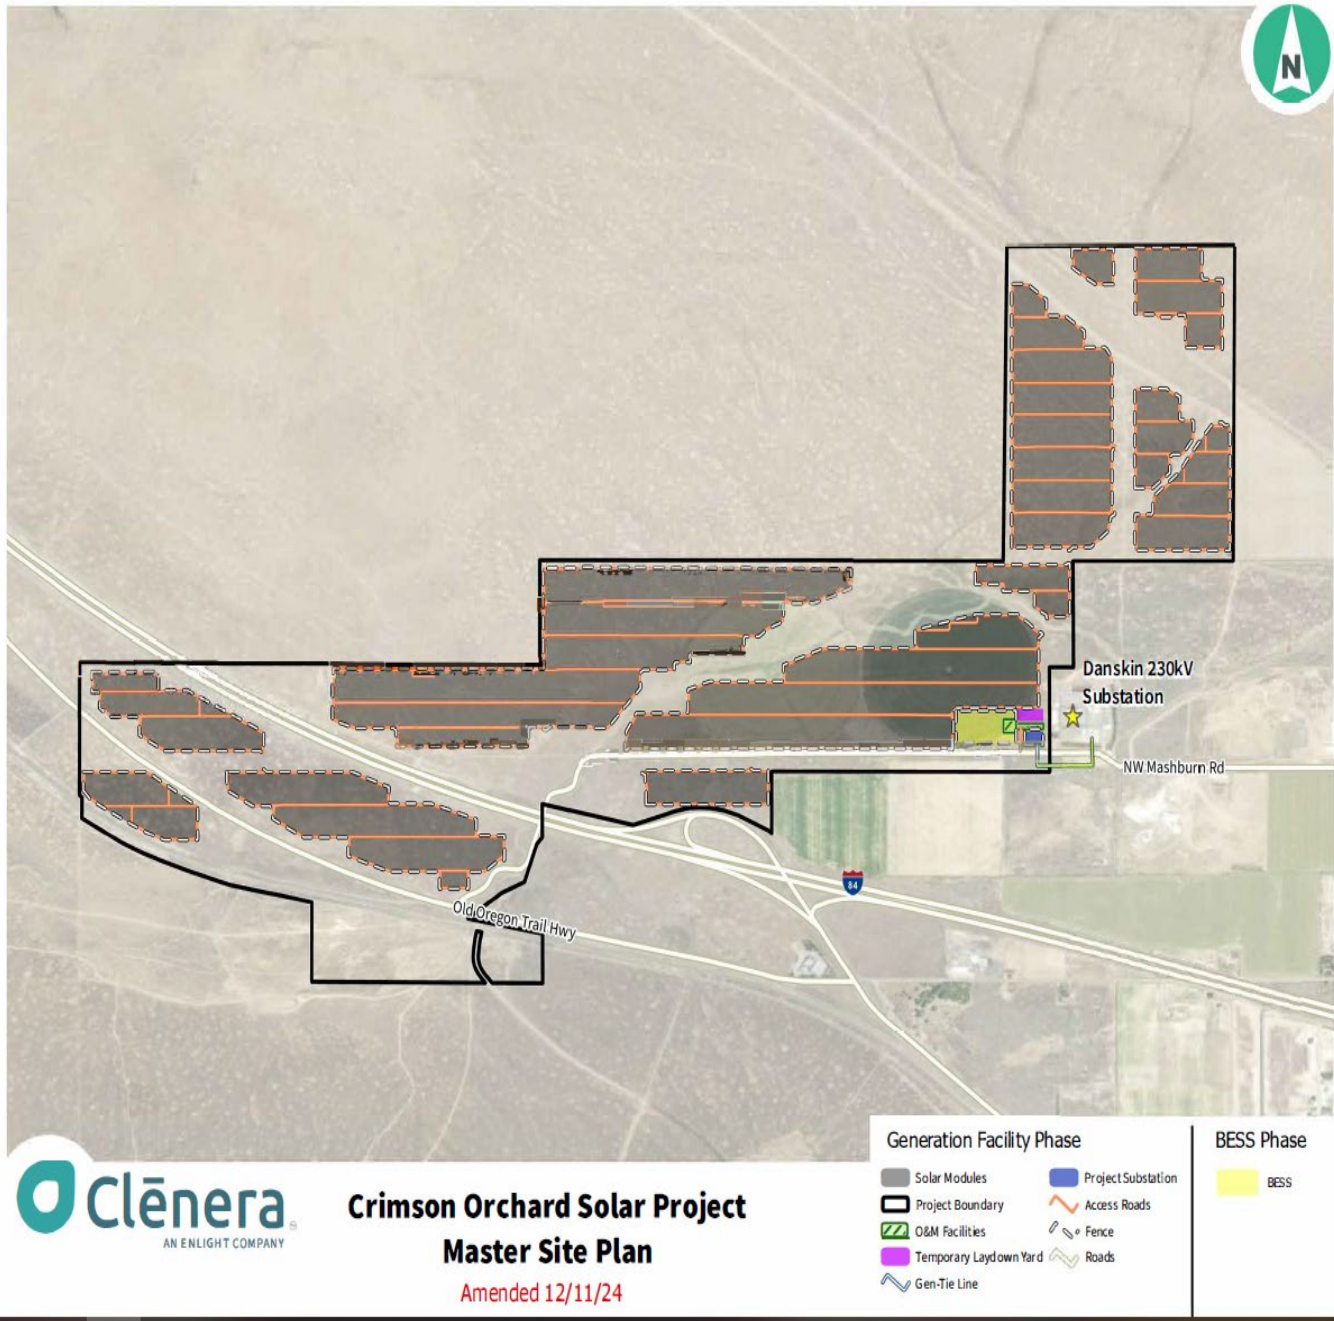 N
Danskin 230kV
Substation
NW Mashburn Rd
84
Old Oregon Trail Hwy
Clēnera
AN ENLIGHT COMPANY
Crimson Orchard Solar Project
Master Site Plan
Amended 12/11/24
Generation Facility Phase
Solar Modules
Project Boundary
O&M Facilities
Temporary Laydown Yard
Gen-Tie Line
Project Substation
Access Roads
Fence
Roads
BESS Phase
BESS